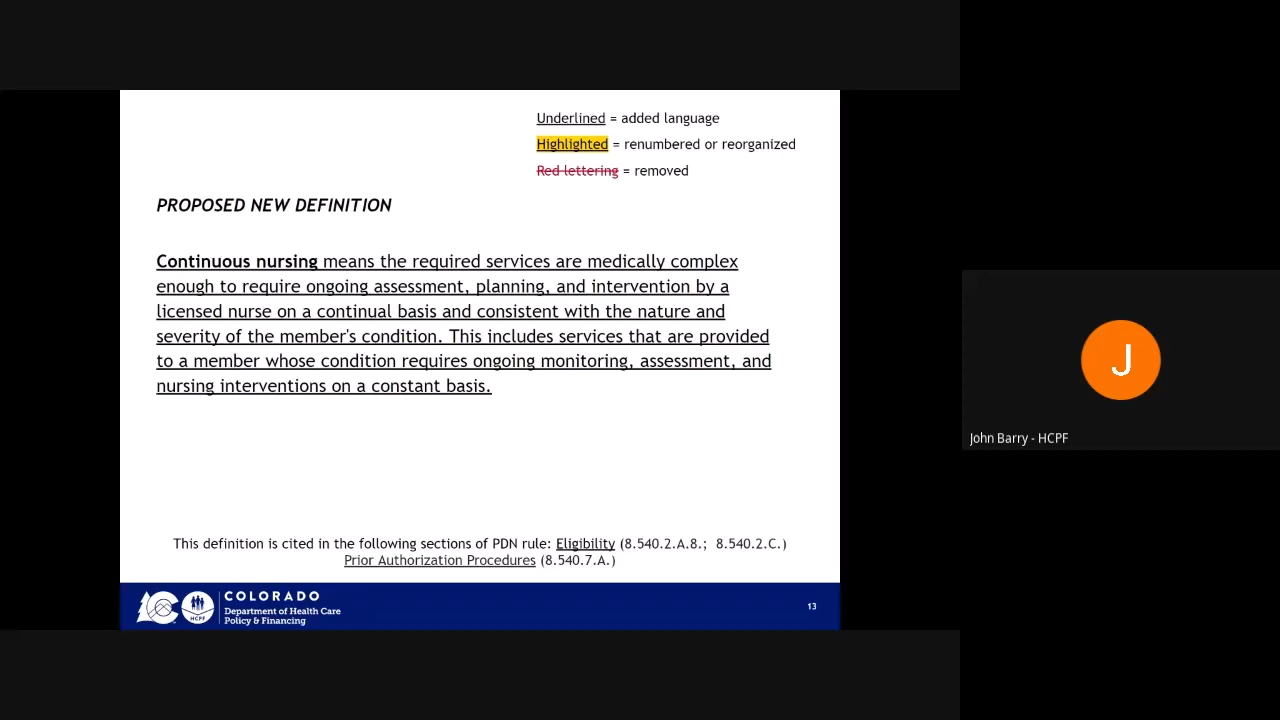 Underlined = added language
Highlighted = renumbered or reorganized
Red lettering = removed
PROPOSED NEW DEFINITION
Continuous nursing means the required services are medically complex
enough to require ongoing assessment, planning, and intervention by a
licensed nurse on a continual basis and consistent with the nature and
severity of the member's condition. This includes services that are provided
to a member whose condition requires ongoing monitoring, assessment, and
nursing interventions on a constant basis.
This definition is cited in the following sections of PDN rule: Eligibility (8.540.2.A.8.; 8.540.2.C.)
Prior Authorization Procedures (8.540.7.A.)
HCPF
COLORADO
Department of Health Care
Policy & Financing
13
J
John Barry - HCPF